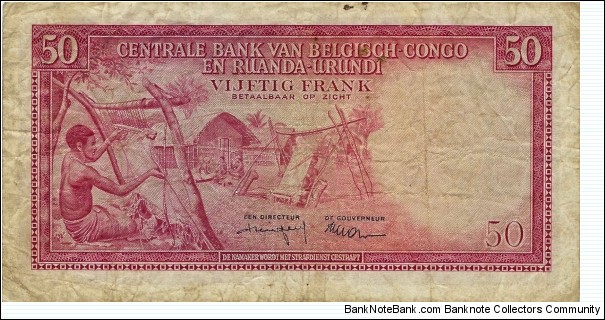 50 CENTRALE BANK VAN BELGISCH-CONGO 50
EN RUANDA-URUNDI
VIJFTIG FRANK
BETAALBAAR OP ZICHT
EEN DIRECTEUR DE GOUVERNEUR
50
DE NAMAKER WORDT MET STRAFDIENST GESTRAFT
BankNoteBank.com - Banknote Collectors Community